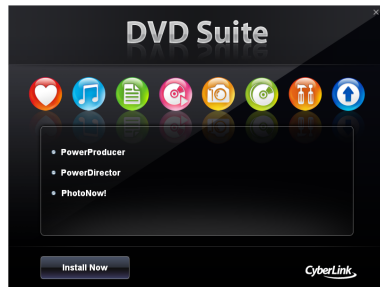 DVD Suite
PowerProducer
PowerDirector
PhotoNow!
Install Now
CyberLink